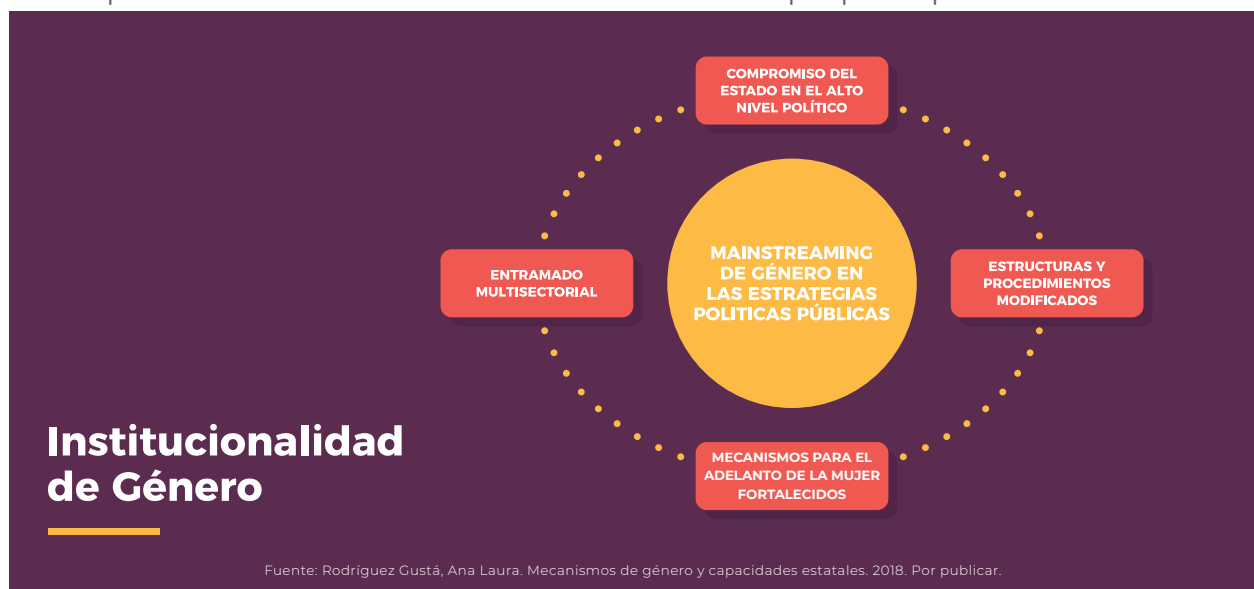 COMPROMISO DEL
ESTADO EN EL ALTO
NIVEL POLÍTICO
MAINSTREAMING
DE GÉNERO EN
LAS ESTRATEGIAS
POLITICAS PÚBLICAS
ENTRAMADO
MULTISECTORIAL
ESTRUCTURAS Y
PROCEDIMIENTOS
MODIFICADOS
MECANISMOS PARA EL
ADELANTO DE LA MUJER
FORTALECIDOS
Institucionalidad
de Género
Fuente: Rodríguez Gustá, Ana Laura. Mecanismos de género y capacidades estatales. 2018. Por publicar.